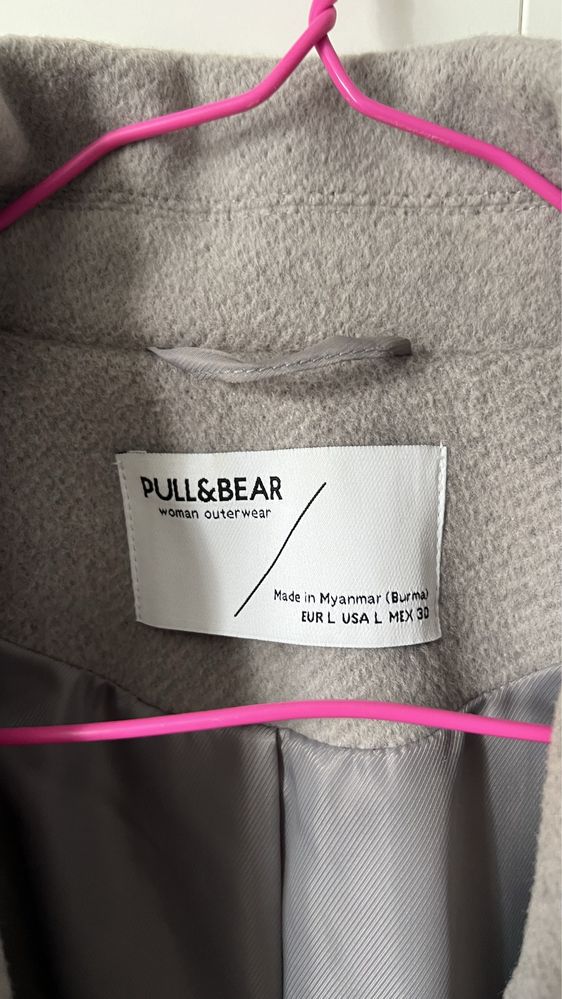 PULL&BEAR
woman outerwear
Made in Myanmar (Burma)
EUR L USA L MEX 30